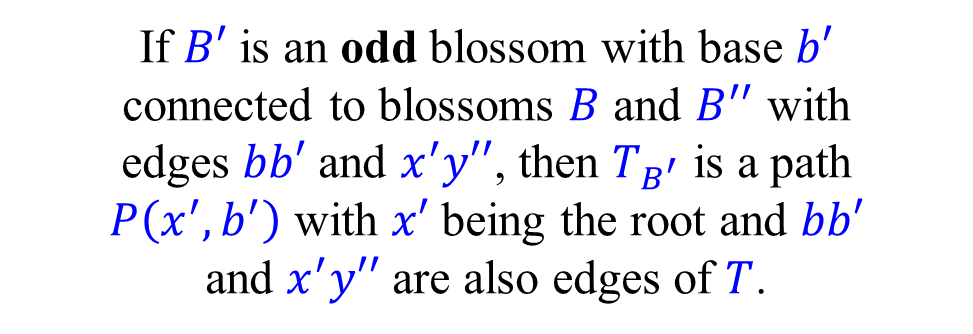 If B′ is an odd blossom with base b′
connected to blossoms B and B″ with
edges bb′ and x′y″, then T_B′ is a path
P(x′, b′) with x′ being the root and bb′
and x′y″ are also edges of T.